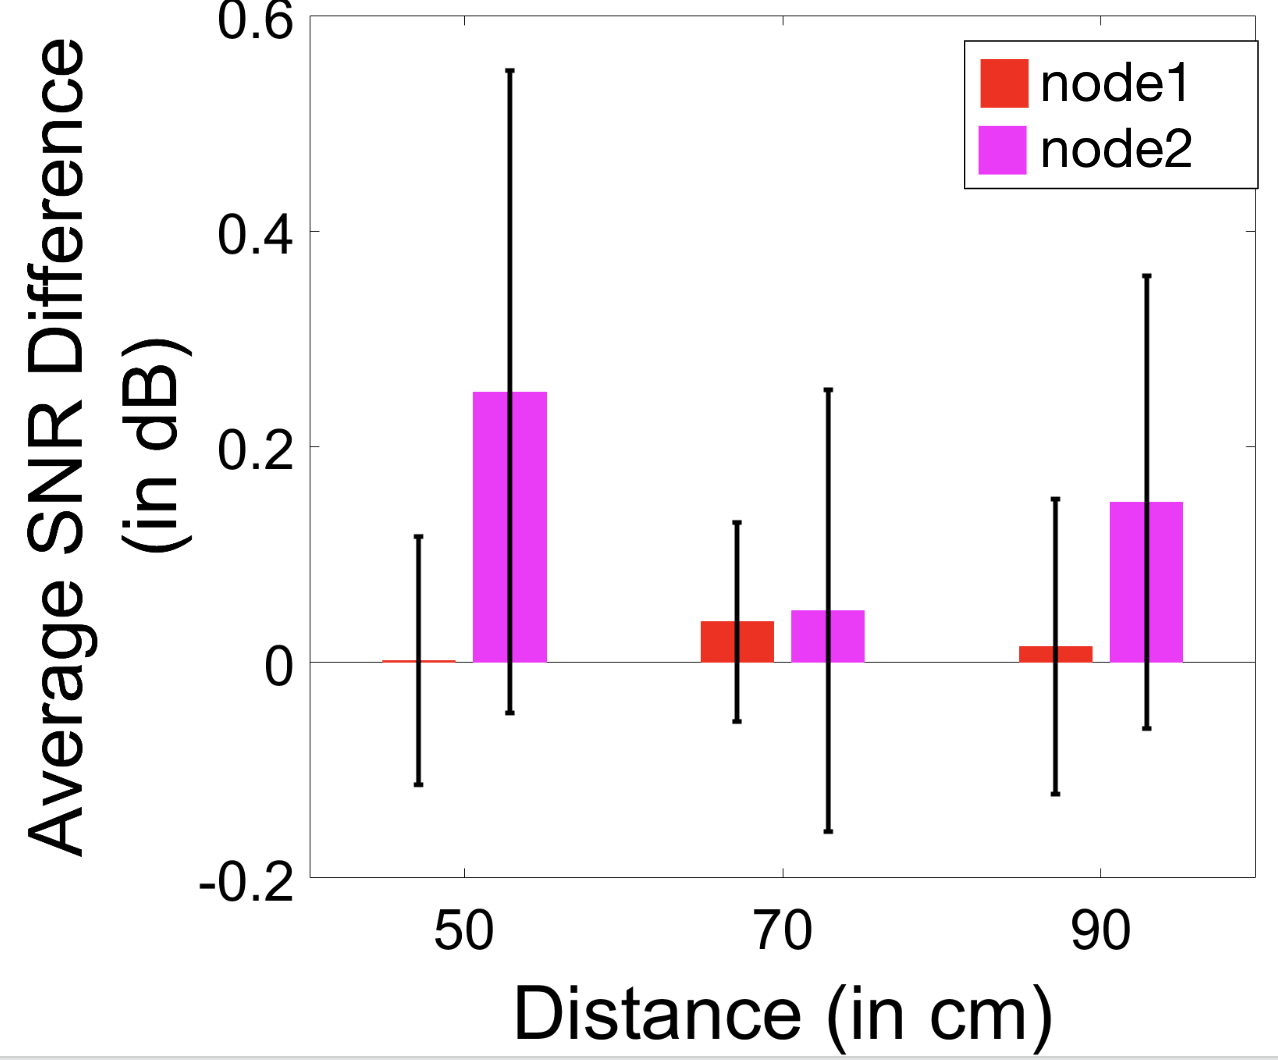 Average SNR Difference
(in dB)
0.6
0.4
0.2
0
-0.2
node1
node2
50 70 90
Distance (in cm)